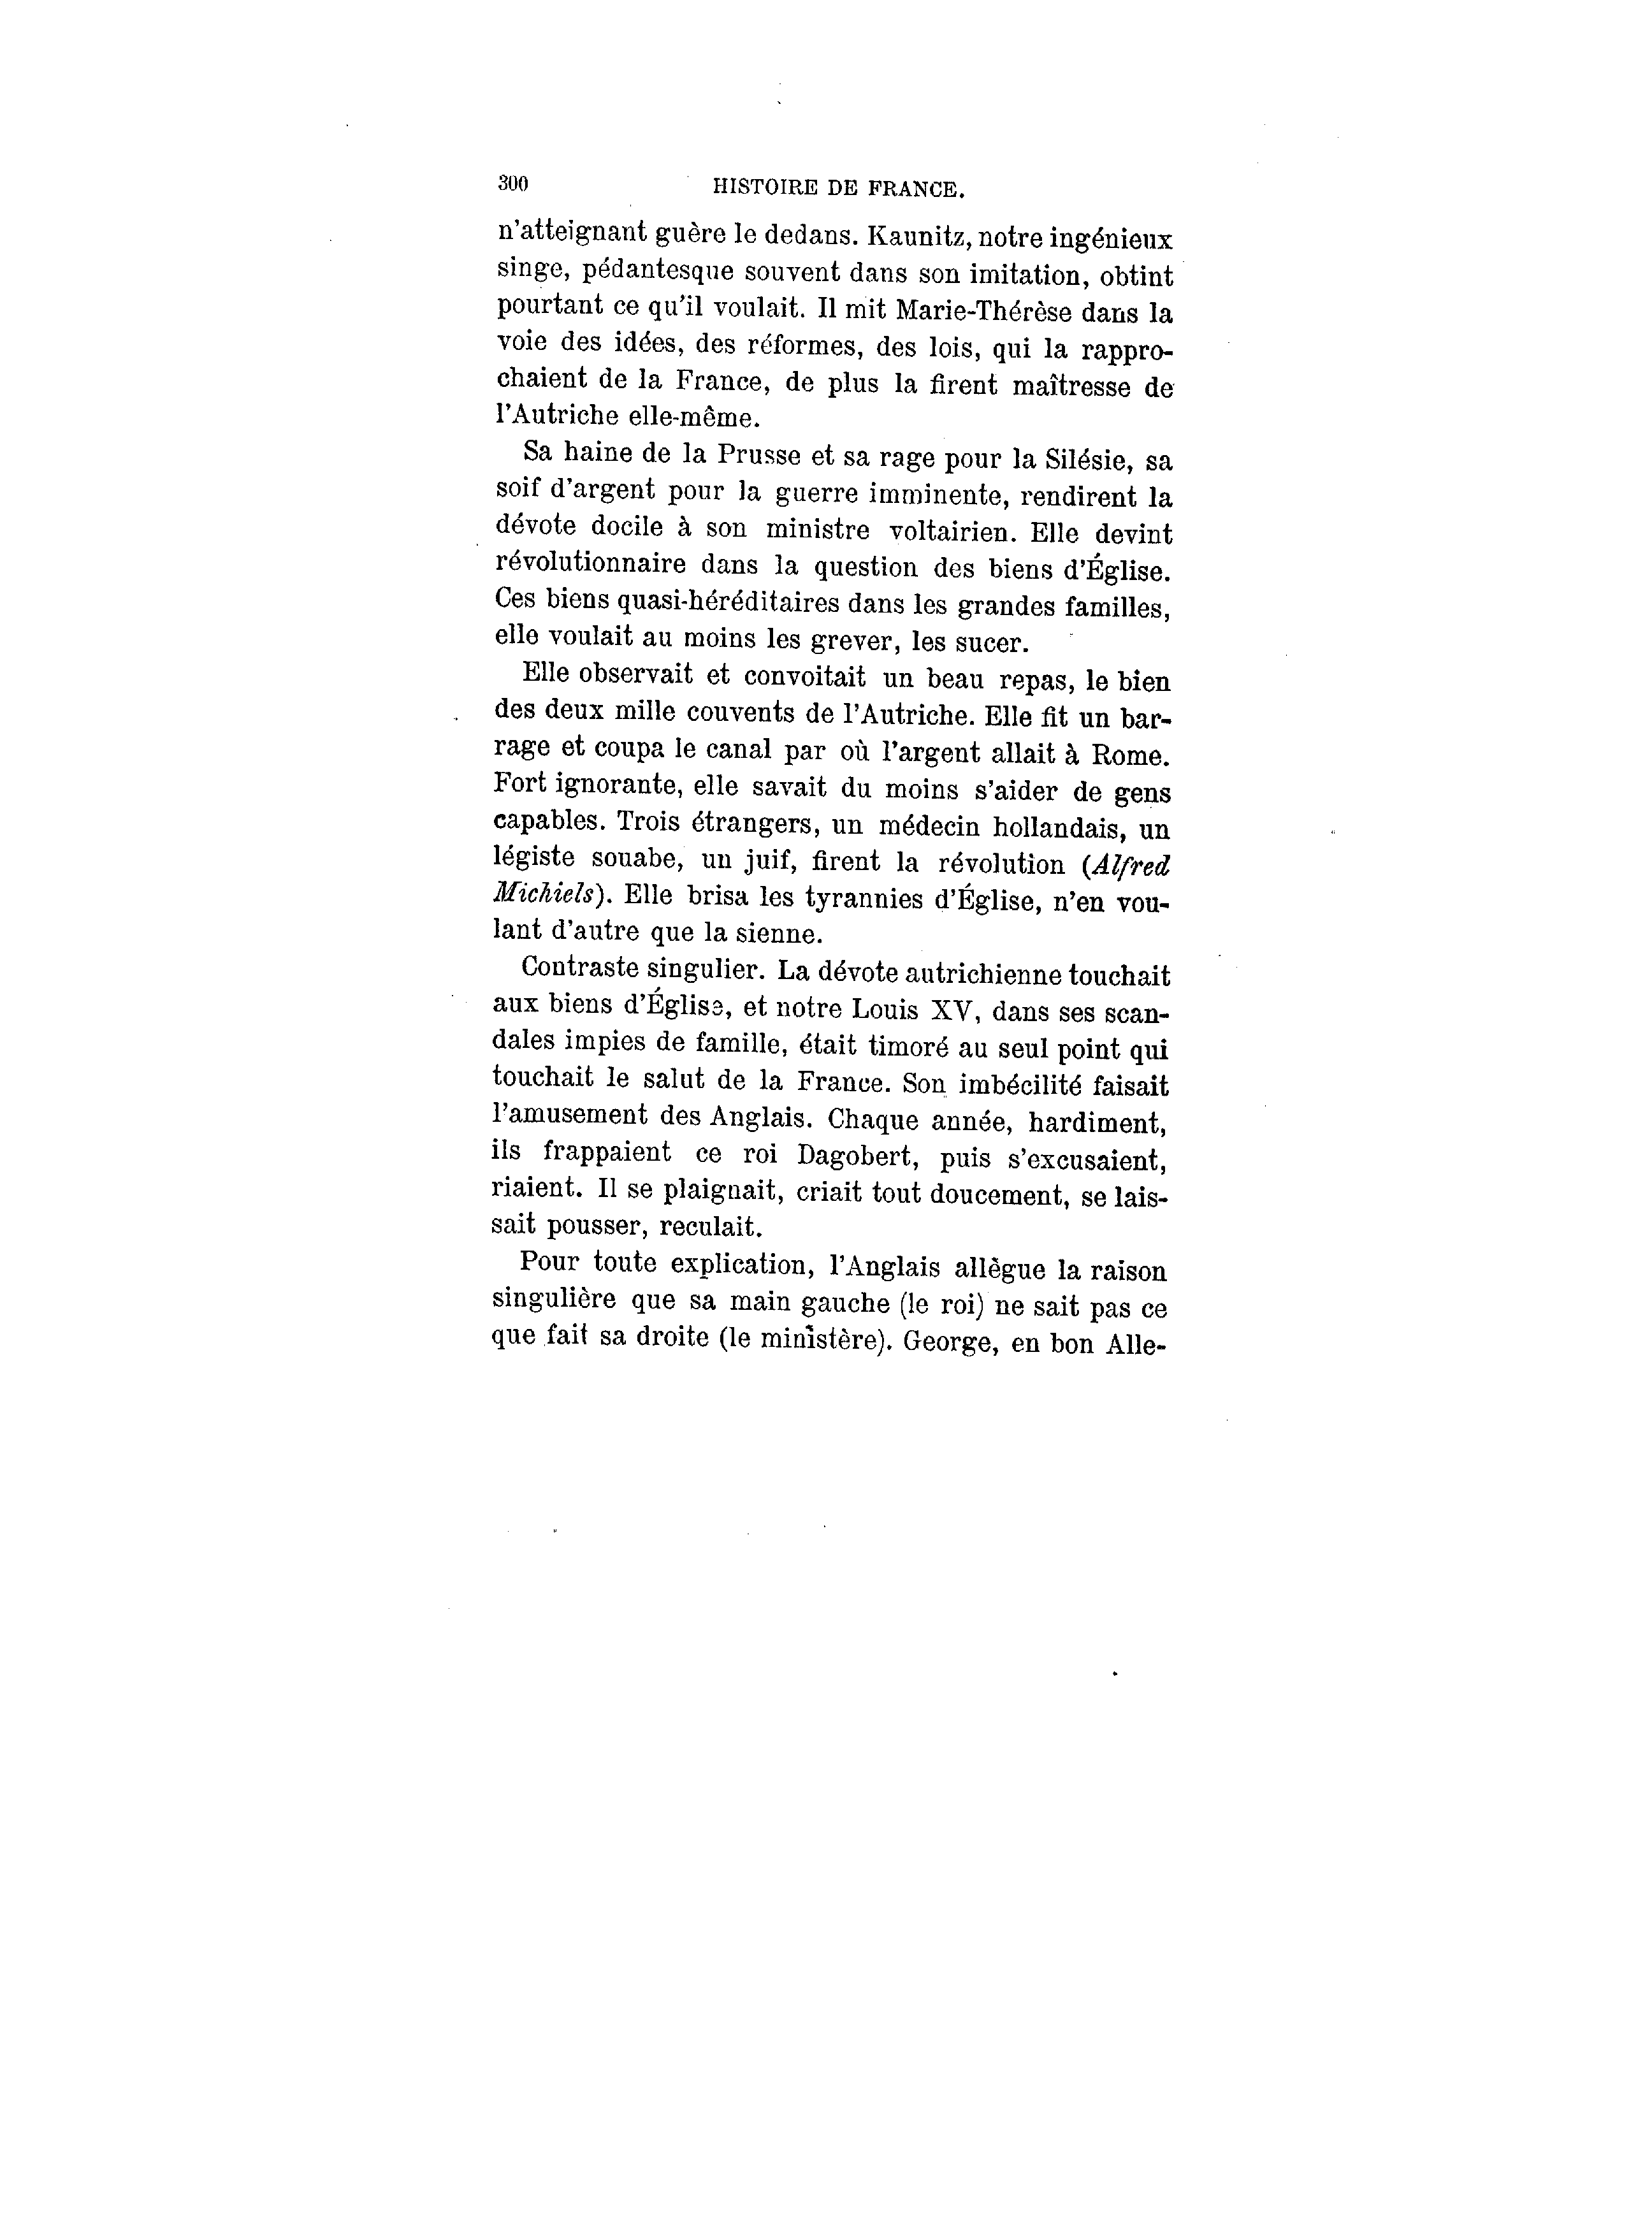 300 HISTOIRE DE FRANCE.
n'atteignant guère le dedans. Kaunitz, notre ingénieux
singe, pédantesque souvent dans son imitation, obtint
pourtant ce qu'il voulait. Il mit Marie-Thérèse dans la
voie des idées, des réformes, des lois, qui la rappro-
chaient de la France, de plus la firent maîtresse de
l'Autriche elle-même.
Sa haine de la Prusse et sa rage pour la Silésie, sa
soif d'argent pour la guerre imminente, rendirent la
dévote docile à son ministre voltairien. Elle devint
révolutionnaire dans la question des biens d'Église.
Ces biens quasi-héréditaires dans les grandes familles,
elle voulait au moins les grever, les sucer.
Elle observait et convoitait un beau repas, le bien
des deux mille couvents de l'Autriche. Elle fit un bar-
rage et coupa le canal par où l'argent allait à Rome.
Fort ignorante, elle savait du moins s'aider de gens
capables. Trois étrangers, un médecin hollandais, un
légiste souabe, un juif, firent la révolution (Alfred
Michiels). Elle brisa les tyrannies d'Église, n'en vou-
lant d'autre que la sienne.
Contraste singulier. La dévote autrichienne touchait
aux biens d'Église, et notre Louis XV, dans ses scan-
dales impies de famille, était timoré au seul point qui
touchait le salut de la France. Son imbécilité faisait
l'amusement des Anglais. Chaque année, hardiment,
ils frappaient ce roi Dagobert, puis s'excusaient,
riaient. Il se plaignait, criait tout doucement, se lais-
sait pousser, reculait.
Pour toute explication, l'Anglais allègue la raison
singulière que sa main gauche (le roi) ne sait pas ce
que fait sa droite (le ministère). George, en bon Alle-